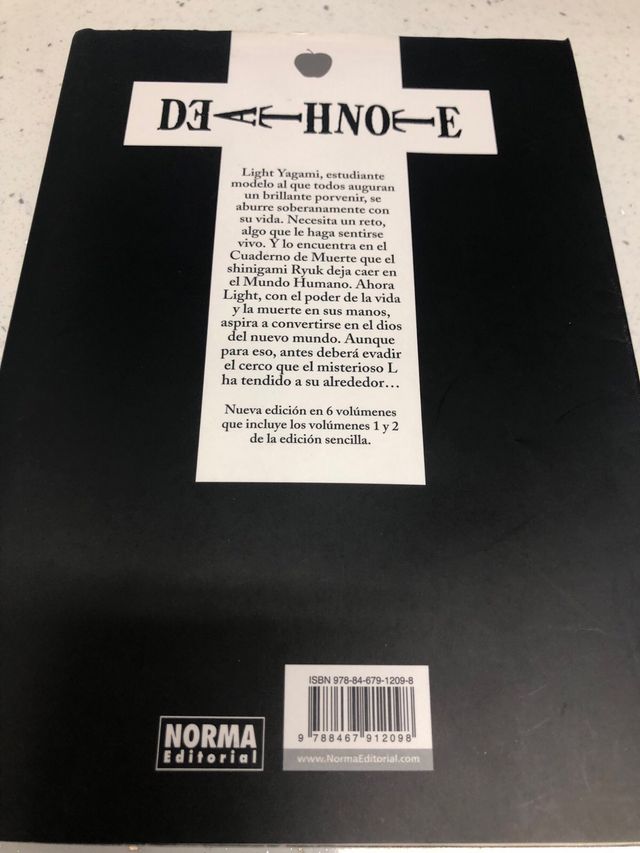 DEATHNOTE
Light Yagami, estudiante
modelo al que todos auguran
un brillante porvenir, se
aburre soberanamente con
su vida. Necesita un reto,
algo que le haga sentirse
vivo. Y lo encuentra en el
Cuaderno de Muerte que el
shinigami Ryuk deja caer en
el Mundo Humano. Ahora
Light, con el poder de la vida
y la muerte en sus manos,
aspira a convertirse en el dios
del nuevo mundo. Aunque
para eso, antes deberá evadir
el cerco que el misterioso L
ha tendido a su alrededor…
Nueva edición en 6 volúmenes
que incluye los volúmenes 1 y 2
de la edición sencilla.
ISBN 978-84-679-1209-8
9 788467 912098
www.NormaEditorial.com
NORMA
Editorial